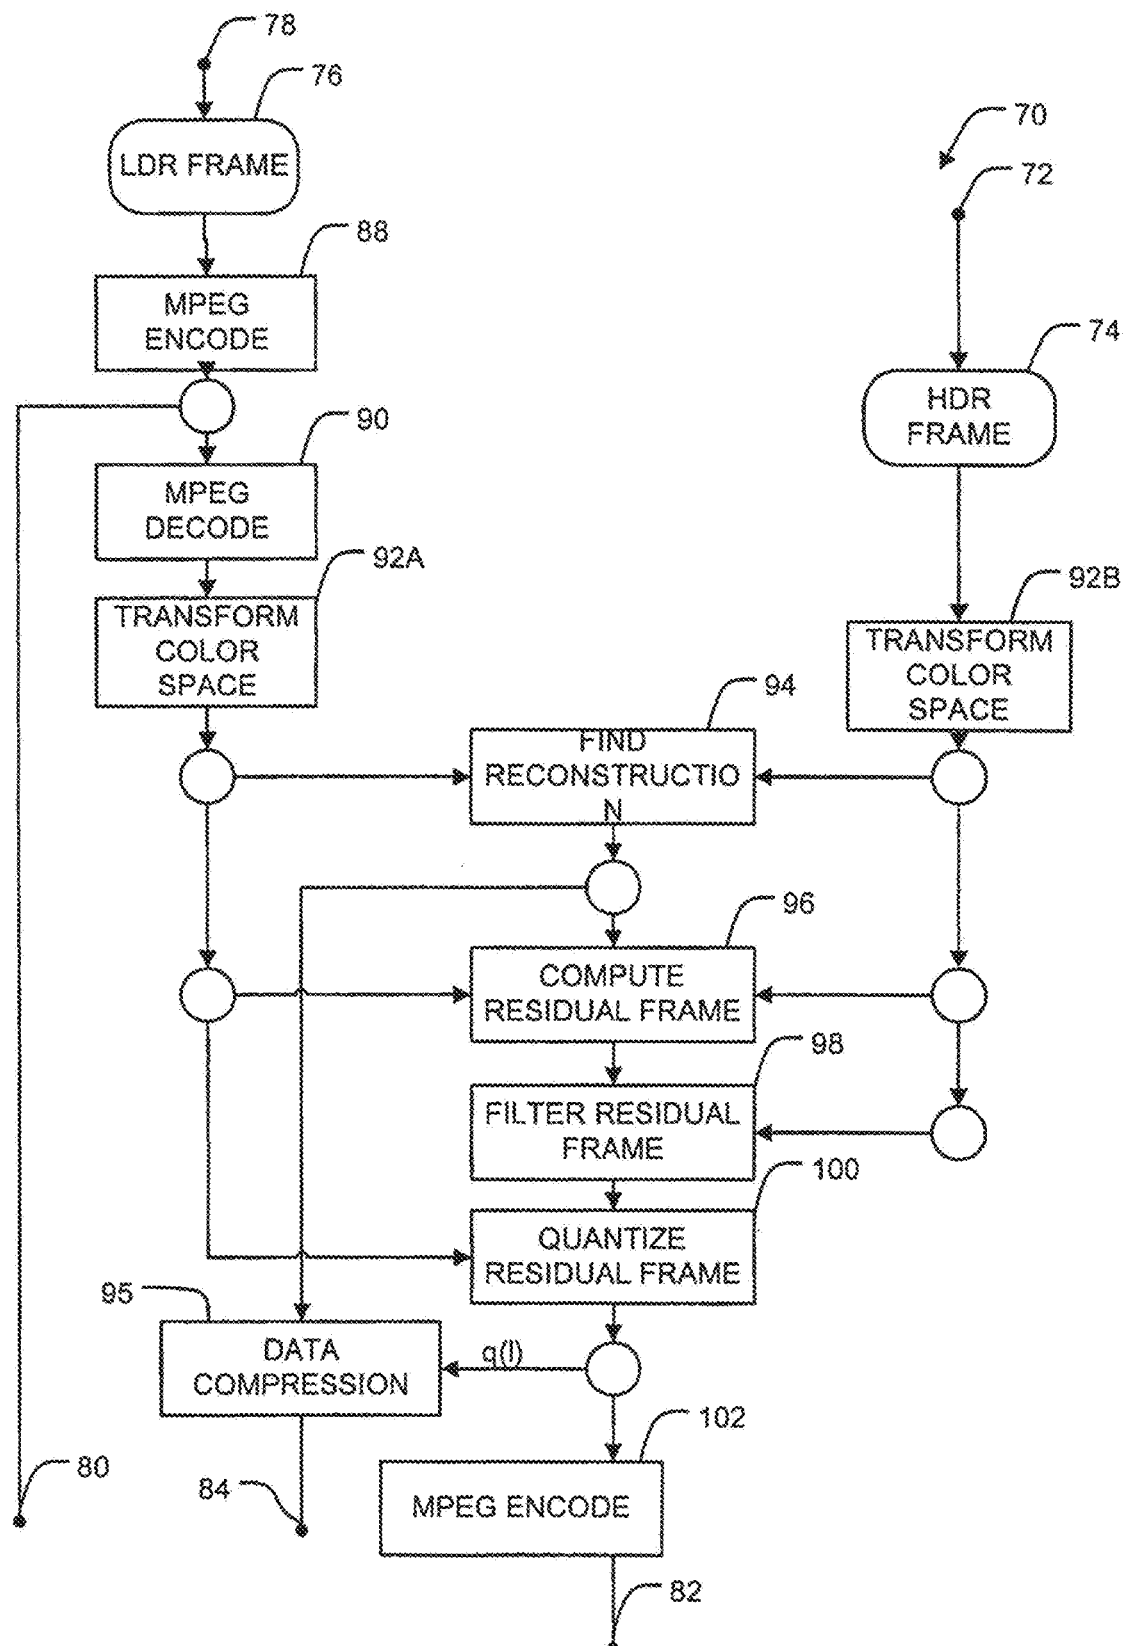 78
76
LDR FRAME
70
72
88
MPEG
ENCODE
74
HDR
FRAME
90
MPEG
DECODE
92A
TRANSFORM
COLOR
SPACE
92B
TRANSFORM
COLOR
SPACE
94
FIND
RECONSTRUCTIO
N
96
COMPUTE
RESIDUAL FRAME
98
FILTER RESIDUAL
FRAME
100
QUANTIZE
RESIDUAL FRAME
95
DATA
COMPRESSION
q(l)
102
MPEG ENCODE
80
84
82